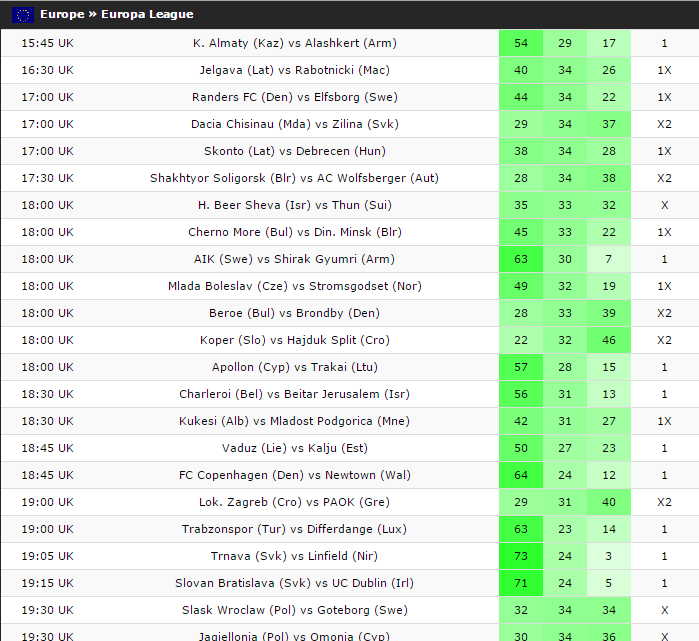 Europe » Europa League
15:45 UK K. Almaty (Kaz) vs Alashkert (Arm) 54 29 17 1
16:30 UK Jelgava (Lat) vs Rabotnicki (Mac) 40 34 26 1X
17:00 UK Randers FC (Den) vs Elfsborg (Swe) 44 34 22 1X
17:00 UK Dacia Chisinau (Mda) vs Zilina (Svk) 29 34 37 X2
17:00 UK Skonto (Lat) vs Debrecen (Hun) 38 34 28 1X
17:30 UK Shakhtyor Soligorsk (Blr) vs AC Wolfsberger (Aut) 28 34 38 X2
18:00 UK H. Beer Sheva (Isr) vs Thun (Sui) 35 33 32 X
18:00 UK Cherno More (Bul) vs Din. Minsk (Blr) 45 33 22 1X
18:00 UK AIK (Swe) vs Shirak Gyumri (Arm) 63 30 7 1
18:00 UK Mlada Boleslav (Cze) vs Stromsgodset (Nor) 49 32 19 1X
18:00 UK Beroe (Bul) vs Brondby (Den) 28 33 39 X2
18:00 UK Koper (Slo) vs Hajduk Split (Cro) 22 32 46 X2
18:00 UK Apollon (Cyp) vs Trakai (Ltu) 57 28 15 1
18:30 UK Charleroi (Bel) vs Beitar Jerusalem (Isr) 56 31 13 1
18:30 UK Kukesi (Alb) vs Mladost Podgorica (Mne) 42 31 27 1X
18:45 UK Vaduz (Lie) vs Kalju (Est) 50 27 23 1
18:45 UK FC Copenhagen (Den) vs Newtown (Wal) 64 24 12 1
19:00 UK Lok. Zagreb (Cro) vs PAOK (Gre) 29 31 40 X2
19:00 UK Trabzonspor (Tur) vs Differdange (Lux) 63 23 14 1
19:05 UK Trnava (Svk) vs Linfield (Nir) 73 24 3 1
19:15 UK Slovan Bratislava (Svk) vs UC Dublin (Irl) 71 24 5 1
19:30 UK Slask Wroclaw (Pol) vs Goteborg (Swe) 32 34 34 X
19:30 UK Jagiellonia (Pol) vs Omonia (Cyp) 30 34 36 X